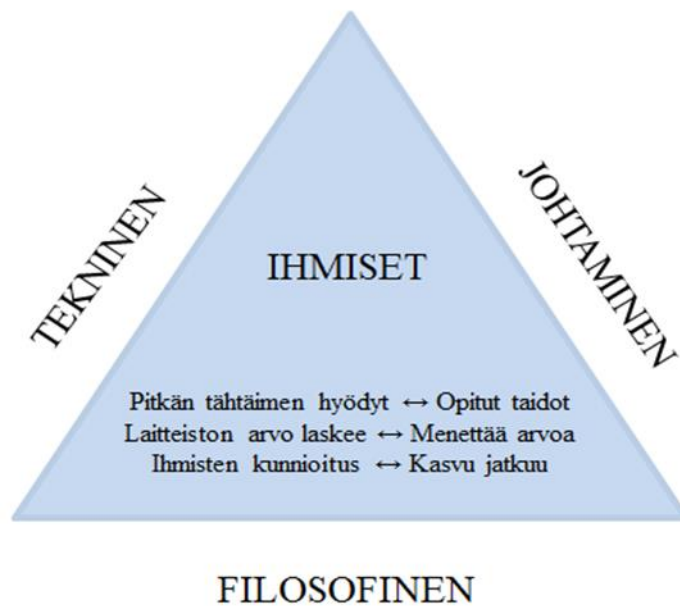 TEKNINEN
JOHTAMINEN
IHMISET
Pitkän tähtäimen hyödyt ↔ Opitut taidot
Laitteiston arvo laskee ↔ Menettää arvoa
Ihmisten kunnioitus ↔ Kasvu jatkuu
FILOSOFINEN